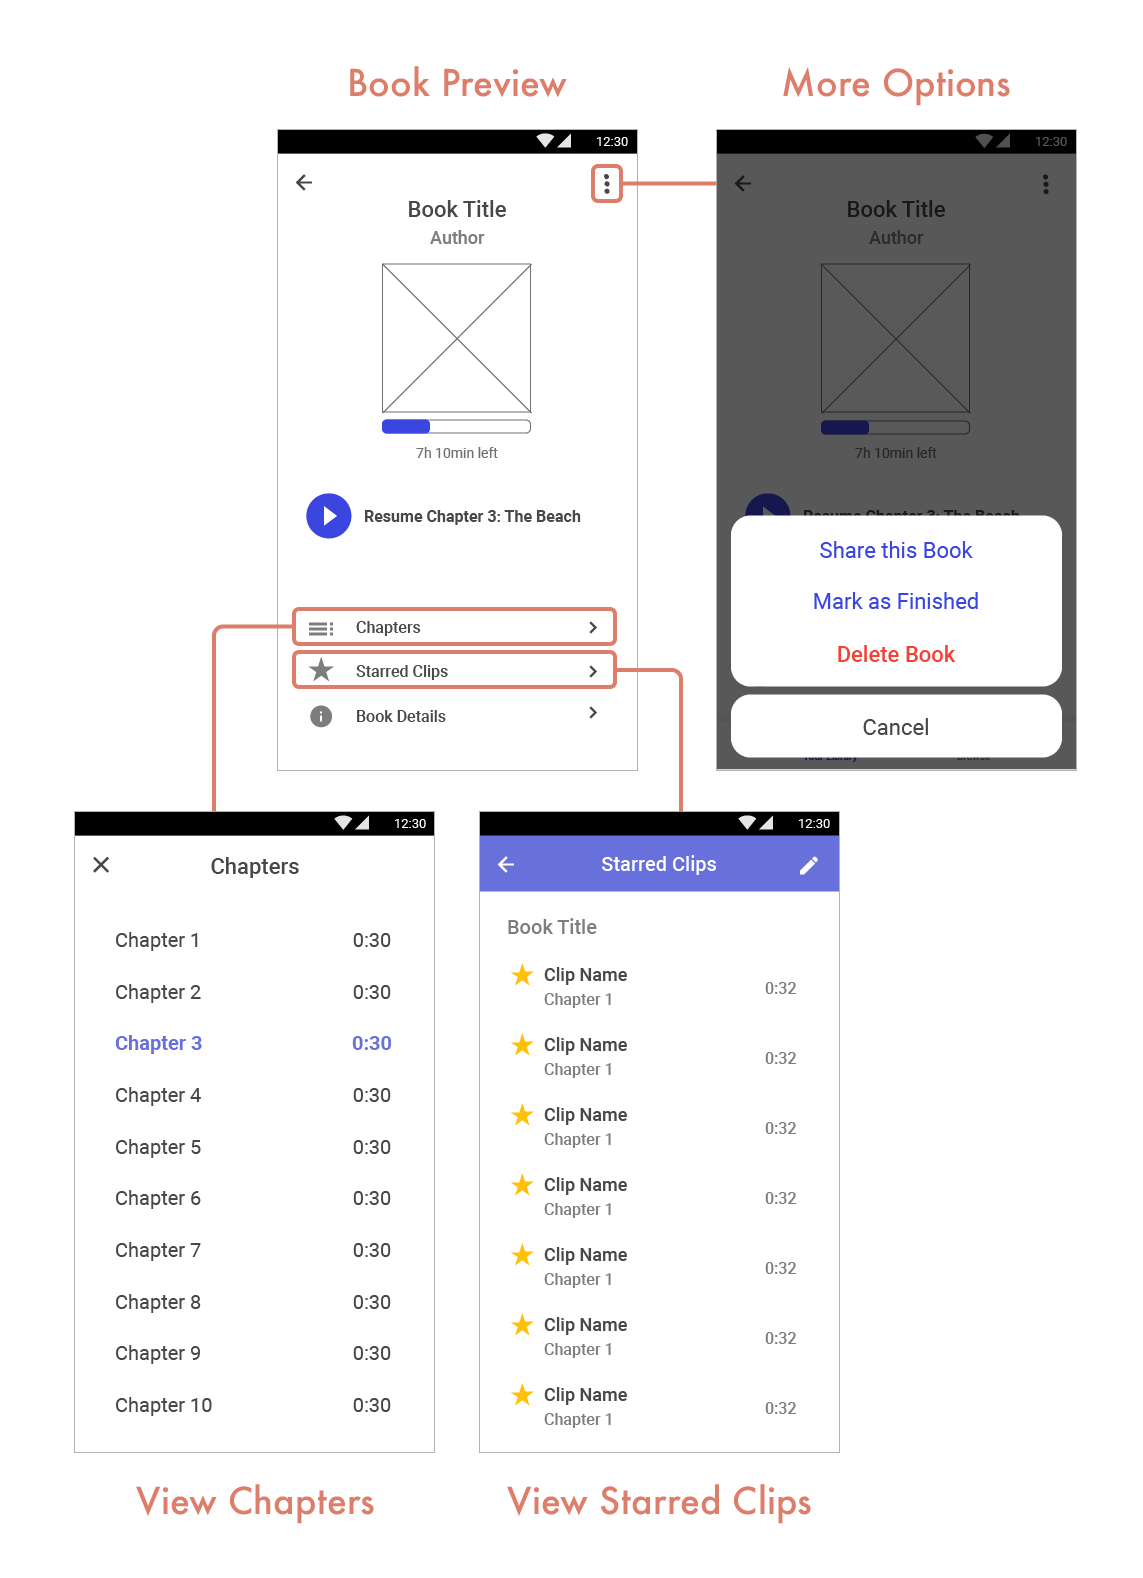 Book Preview
More Options
12:30
Book Title
Author
7h 10min left
Resume Chapter 3: The Beach
Chapters
Starred Clips
Book Details
12:30
Book Title
Author
7h 10min left
Resume Chapter 3: The Beach
Share this Book
Mark as Finished
Delete Book
Cancel
Your Library
Browse
12:30
Chapters
Chapter 1 0:30
Chapter 2 0:30
Chapter 3 0:30
Chapter 4 0:30
Chapter 5 0:30
Chapter 6 0:30
Chapter 7 0:30
Chapter 8 0:30
Chapter 9 0:30
Chapter 10 0:30
12:30
Starred Clips
Book Title
Clip Name
Chapter 1
0:32
Clip Name
Chapter 1
0:32
Clip Name
Chapter 1
0:32
Clip Name
Chapter 1
0:32
Clip Name
Chapter 1
0:32
Clip Name
Chapter 1
0:32
Clip Name
Chapter 1
0:32
View Chapters
View Starred Clips